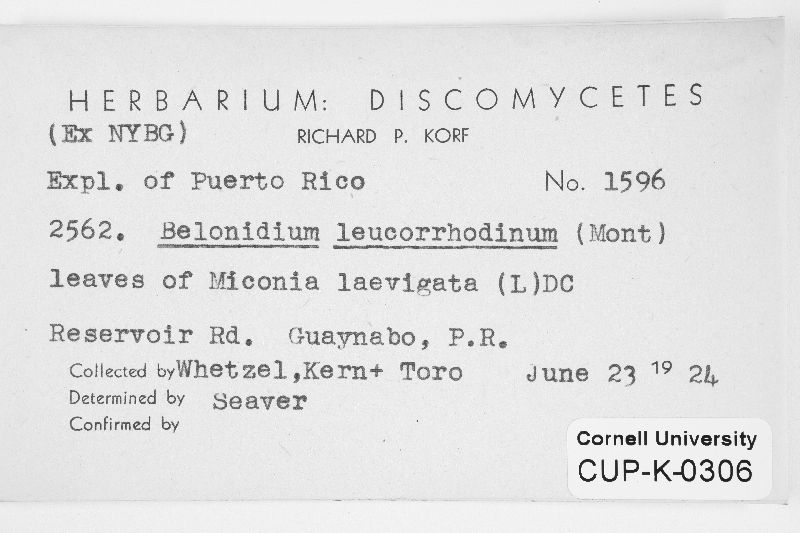 HERBARIUM: DISCOMYCETES
(Ex NYBG) RICHARD P. KORF
Expl. of Puerto Rico No. 1596
2562. Belonidium leucorrhodinum (Mont)
leaves of Miconia laevigata (L)DC
Reservoir Rd. Guaynabo, P.R.
Collected by Whetzel,Kern+ Toro June 23 19 24
Determined by Seaver
Confirmed by
Cornell University
CUP-K-0306